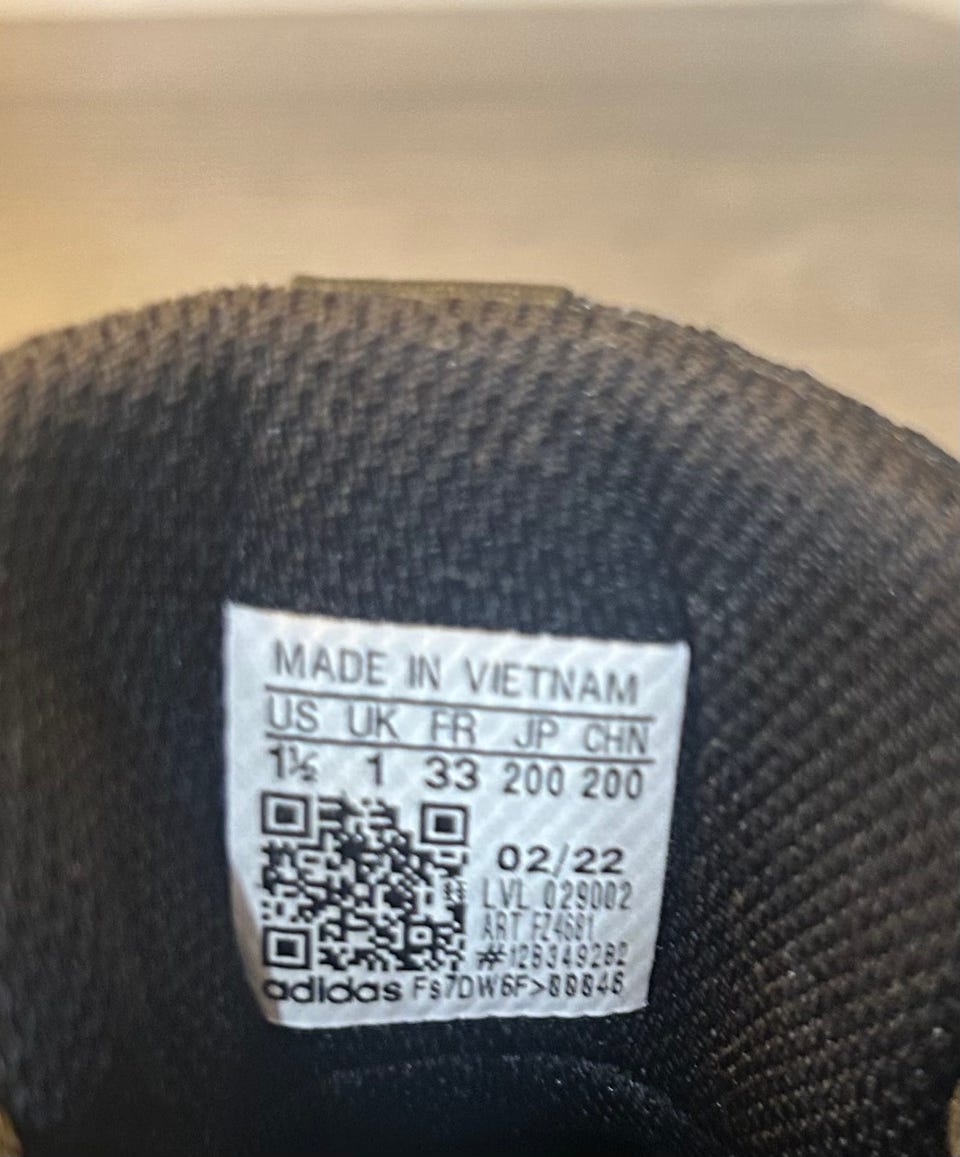 MADE IN VIETNAM
US UK FR JP CHN
1½ 1 33 200 200
02/22
LVL 029002
ART FZ4681
#128349282
adidas Fs7DW6F>00046